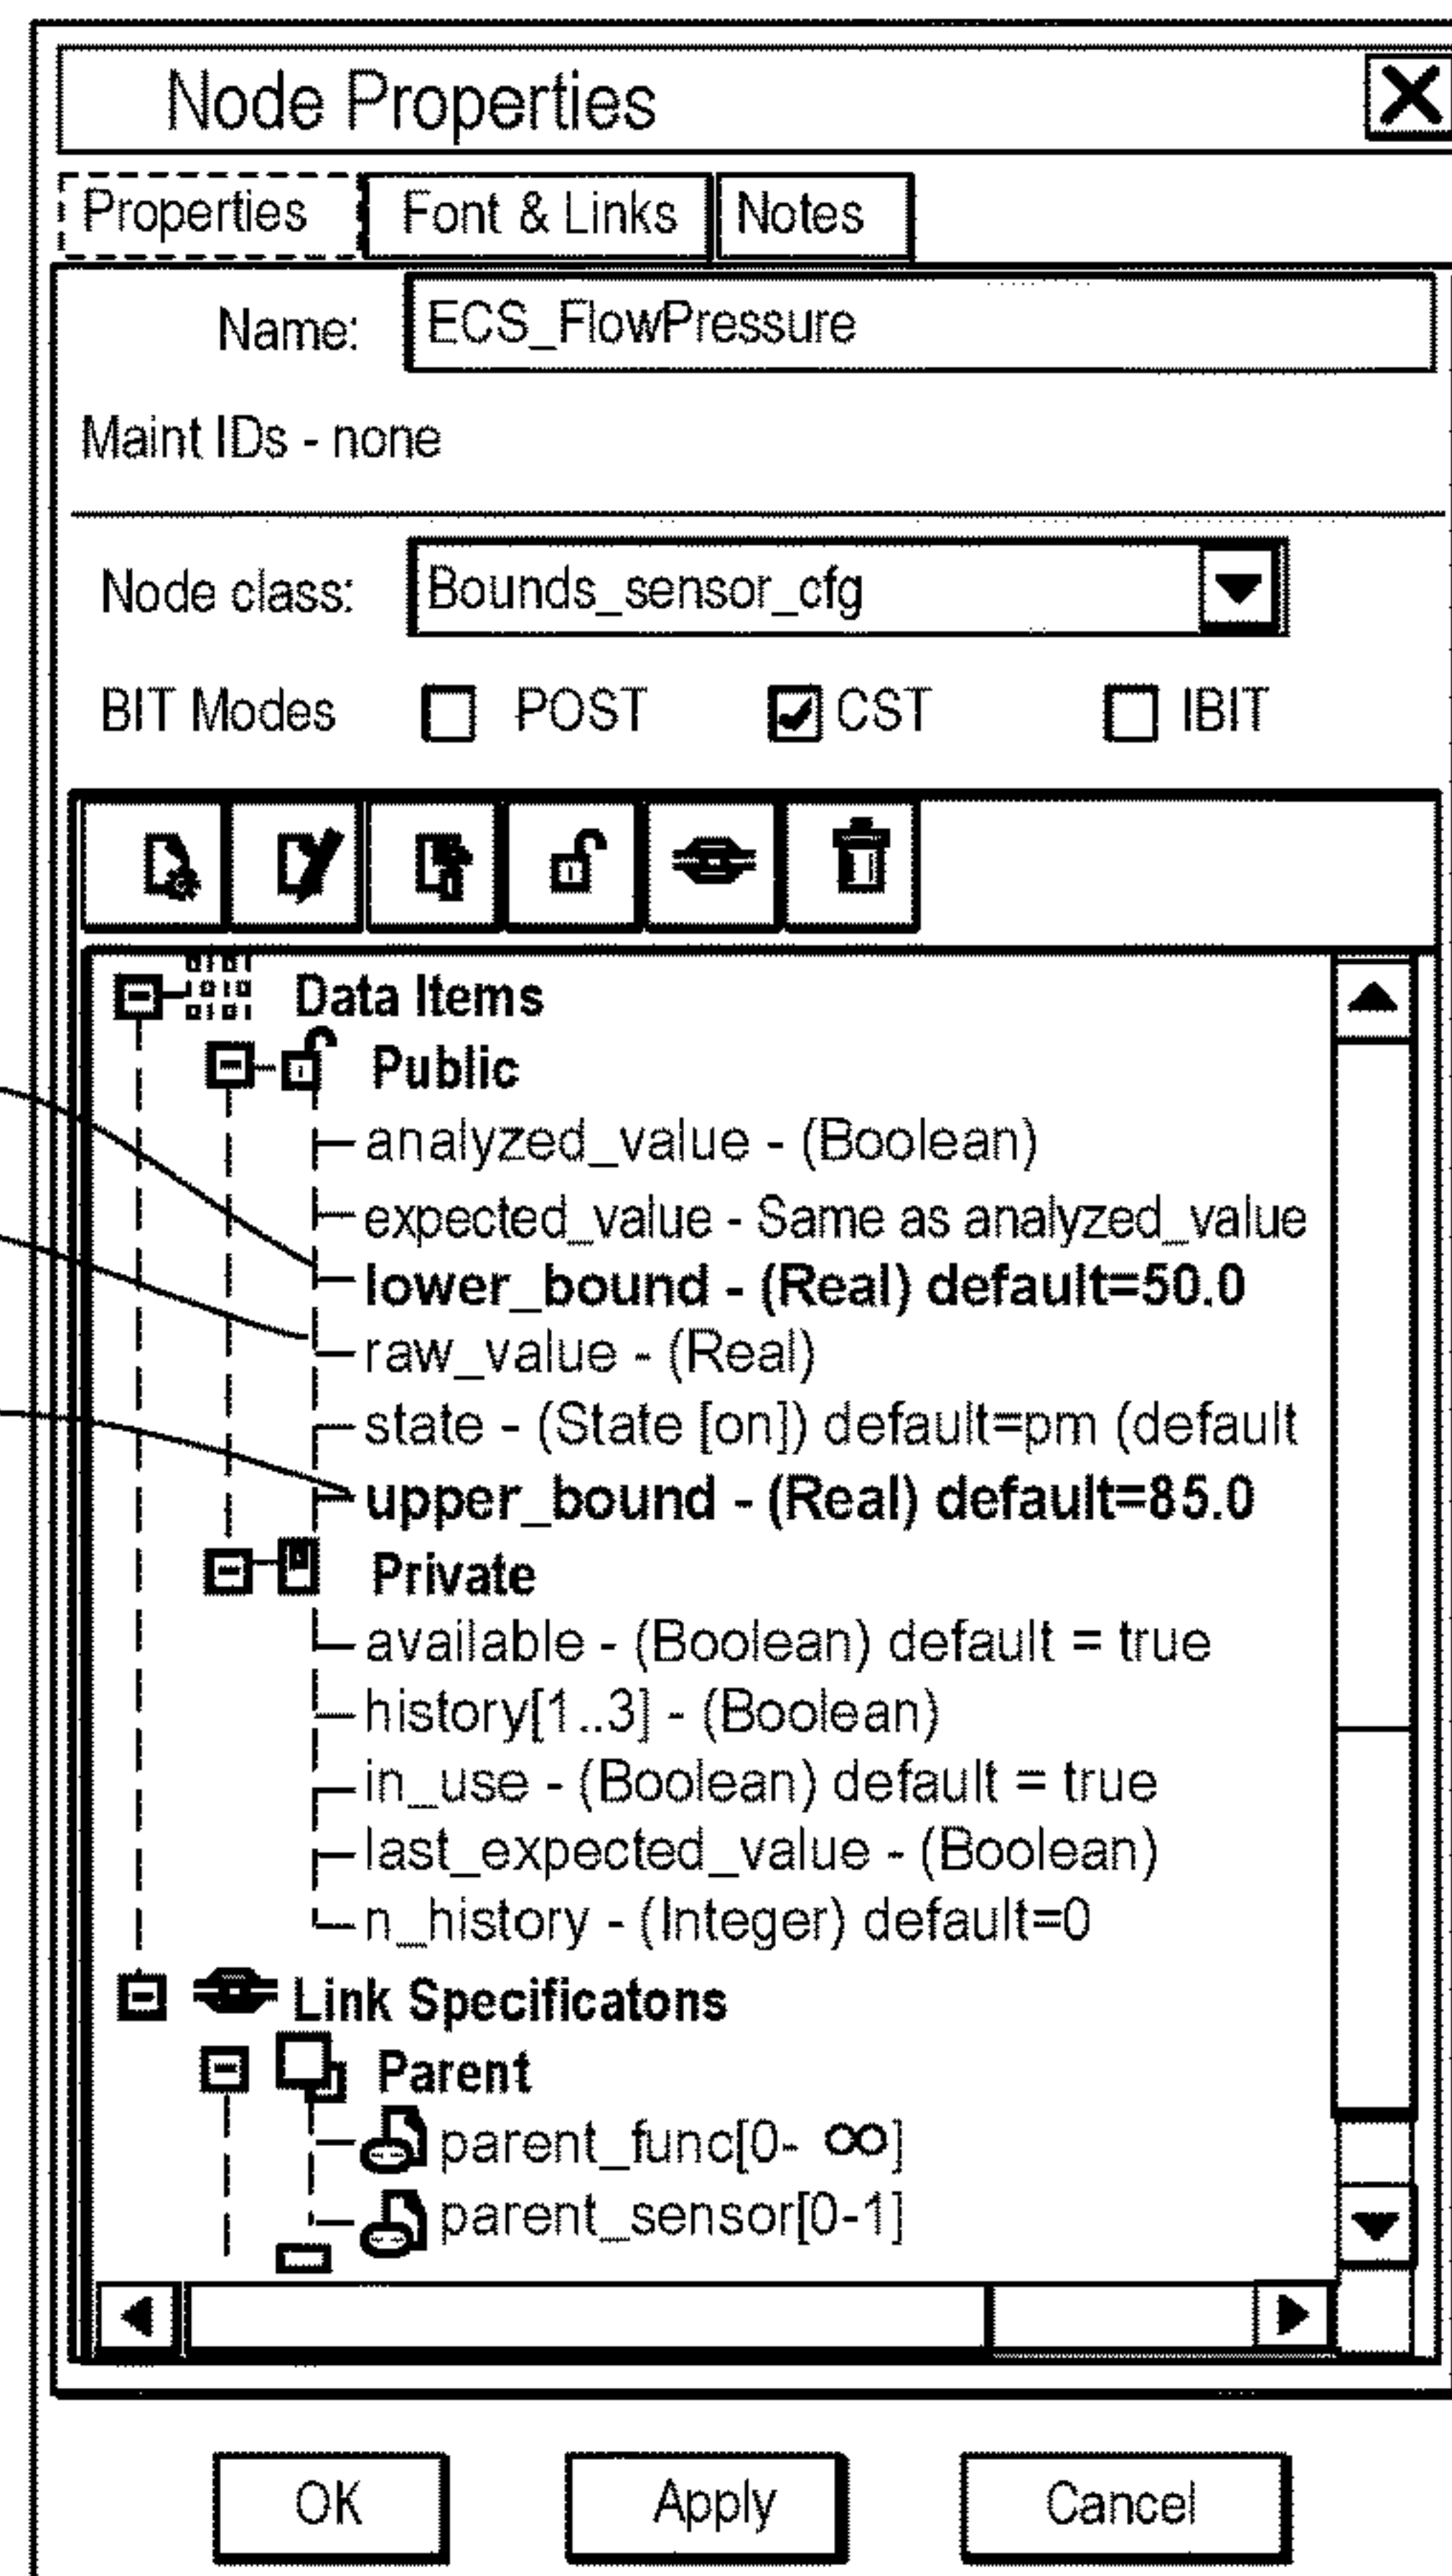 Node Properties
Properties Font & Links Notes
Name: ECS_FlowPressure
Maint IDs - none
Node class: Bounds_sensor_cfg
BIT Modes POST CST IBIT
Data Items
Public
analyzed_value - (Boolean)
expected_value - Same as analyzed_value
lower_bound - (Real) default=50.0
raw_value - (Real)
state - (State [on]) default=pm (default
upper_bound - (Real) default=85.0
Private
available - (Boolean) default = true
history[1..3] - (Boolean)
in_use - (Boolean) default = true
last_expected_value - (Boolean)
n_history - (Integer) default=0
Link Specificatons
Parent
parent_func[0- ∞]
parent_sensor[0-1]
OK Apply Cancel